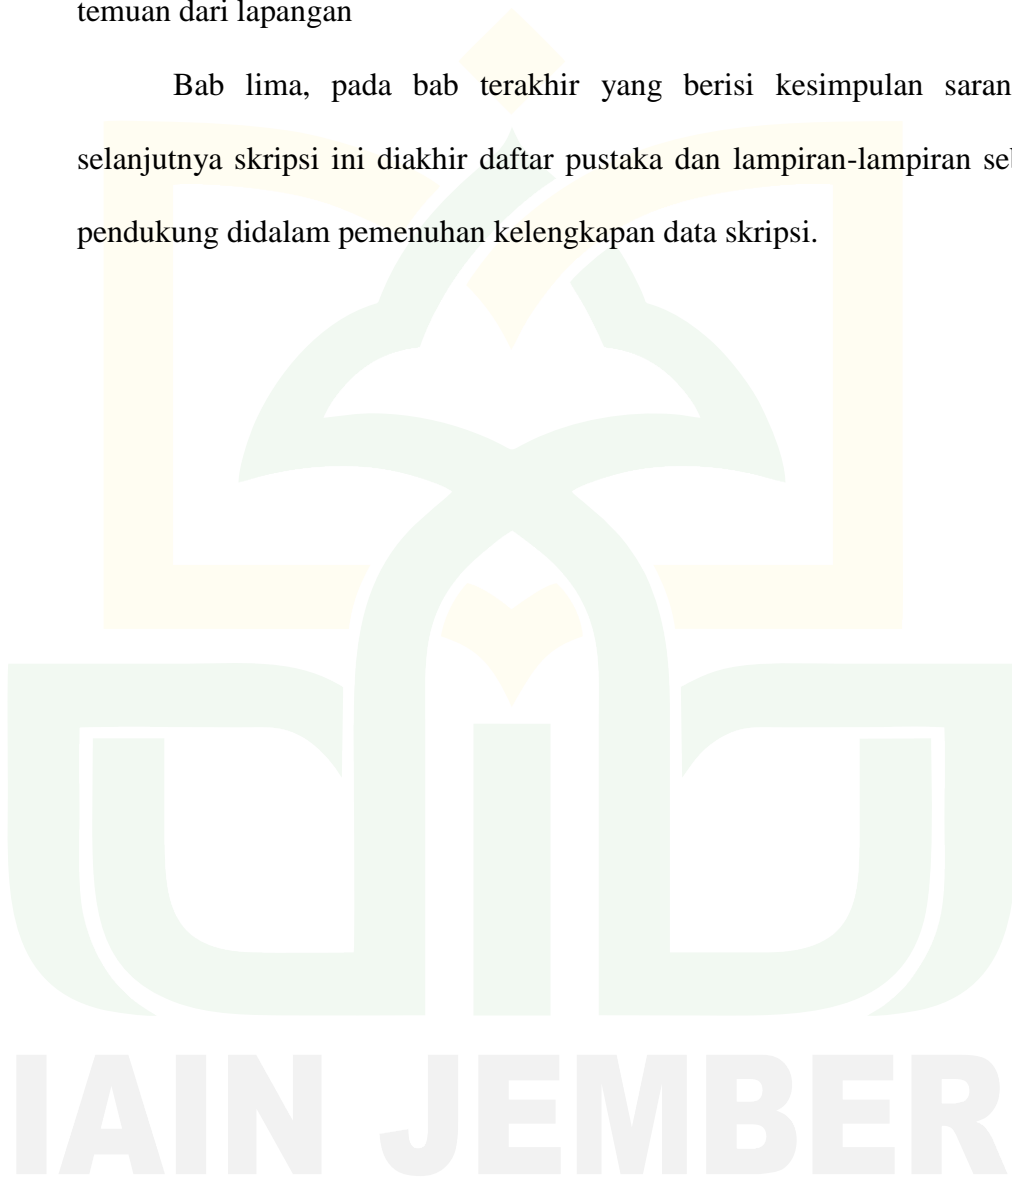 temuan dari lapangan
Bab lima, pada bab terakhir yang berisi kesimpulan saran
selanjutnya skripsi ini diakhir daftar pustaka dan lampiran-lampiran
pendukung didalam pemenuhan kelengkapan data skripsi.
IAIN JEMBER